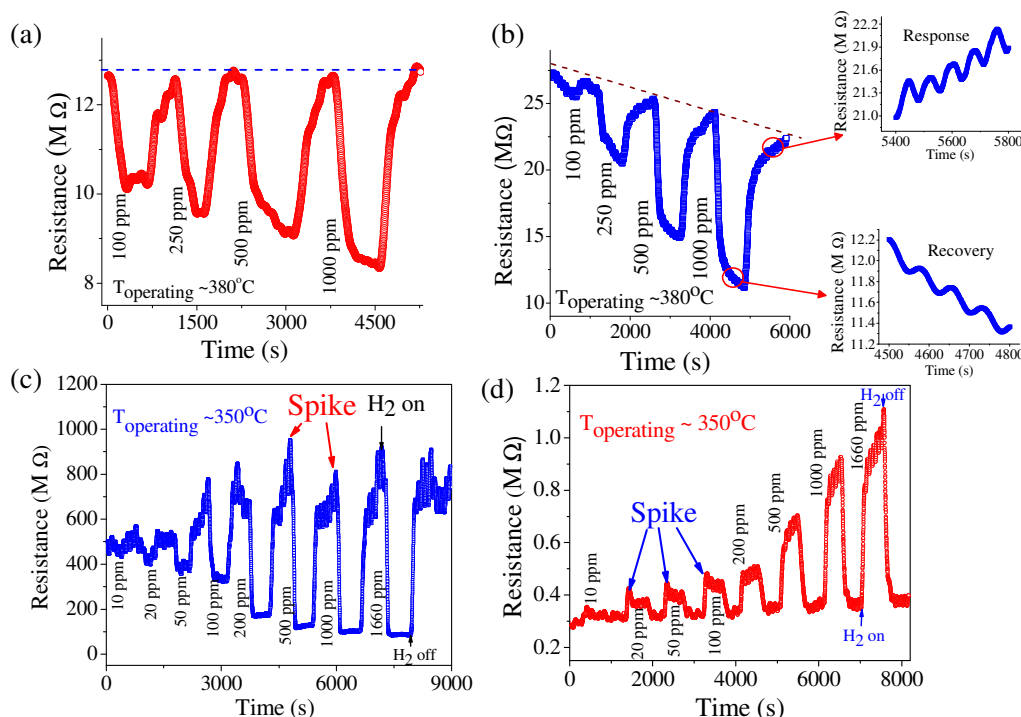 (a)
Resistance (M Ω)
12
10
8
100 ppm
250 ppm
500 ppm
1000 ppm
Toperating ~380°C
0
1500
3000
4500
Time (s)
(b)
Resistance (MΩ)
25
20
15
10
100 ppm
250 ppm
500 ppm
1000 ppm
Toperating ~380°C
0
2000
4000
6000
Time (s)
Response
Resistance (M Ω)
22.2
21.9
21.6
21.3
21.0
5400
5600
5800
Time (s)
Recovery
Resistance (M Ω)
12.2
12.0
11.8
11.6
11.4
11.2
4500
4600
4700
4800
Time (s)
(c)
Resistance (M Ω)
1200
1000
800
600
400
200
0
Toperating ~350°C
Spike
H2 on
10 ppm
20 ppm
50 ppm
100 ppm
200 ppm
500 ppm
1000 ppm
1660 ppm
H2 off
0
3000
6000
9000
Time (s)
(d)
Resistance (M Ω)
1.2
1.0
0.8
0.6
0.4
0.2
Toperating ~ 350°C
H2 off
Spike
10 ppm
20 ppm
50 ppm
100 ppm
200 ppm
500 ppm
1000 ppm
1660 ppm
H2 on
0
2000
4000
6000
8000
Time (s)